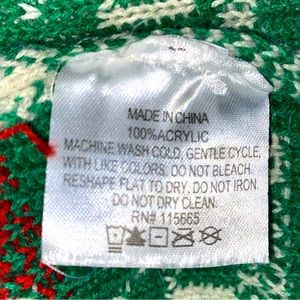 MADE IN CHINA
100%ACRYLIC
MACHINE WASH COLD, GENTLE CYCLE,
WITH LIKE COLORS. DO NOT BLEACH.
RESHAPE FLAT TO DRY. DO NOT IRON.
DO NOT DRY CLEAN.
RN# 115665